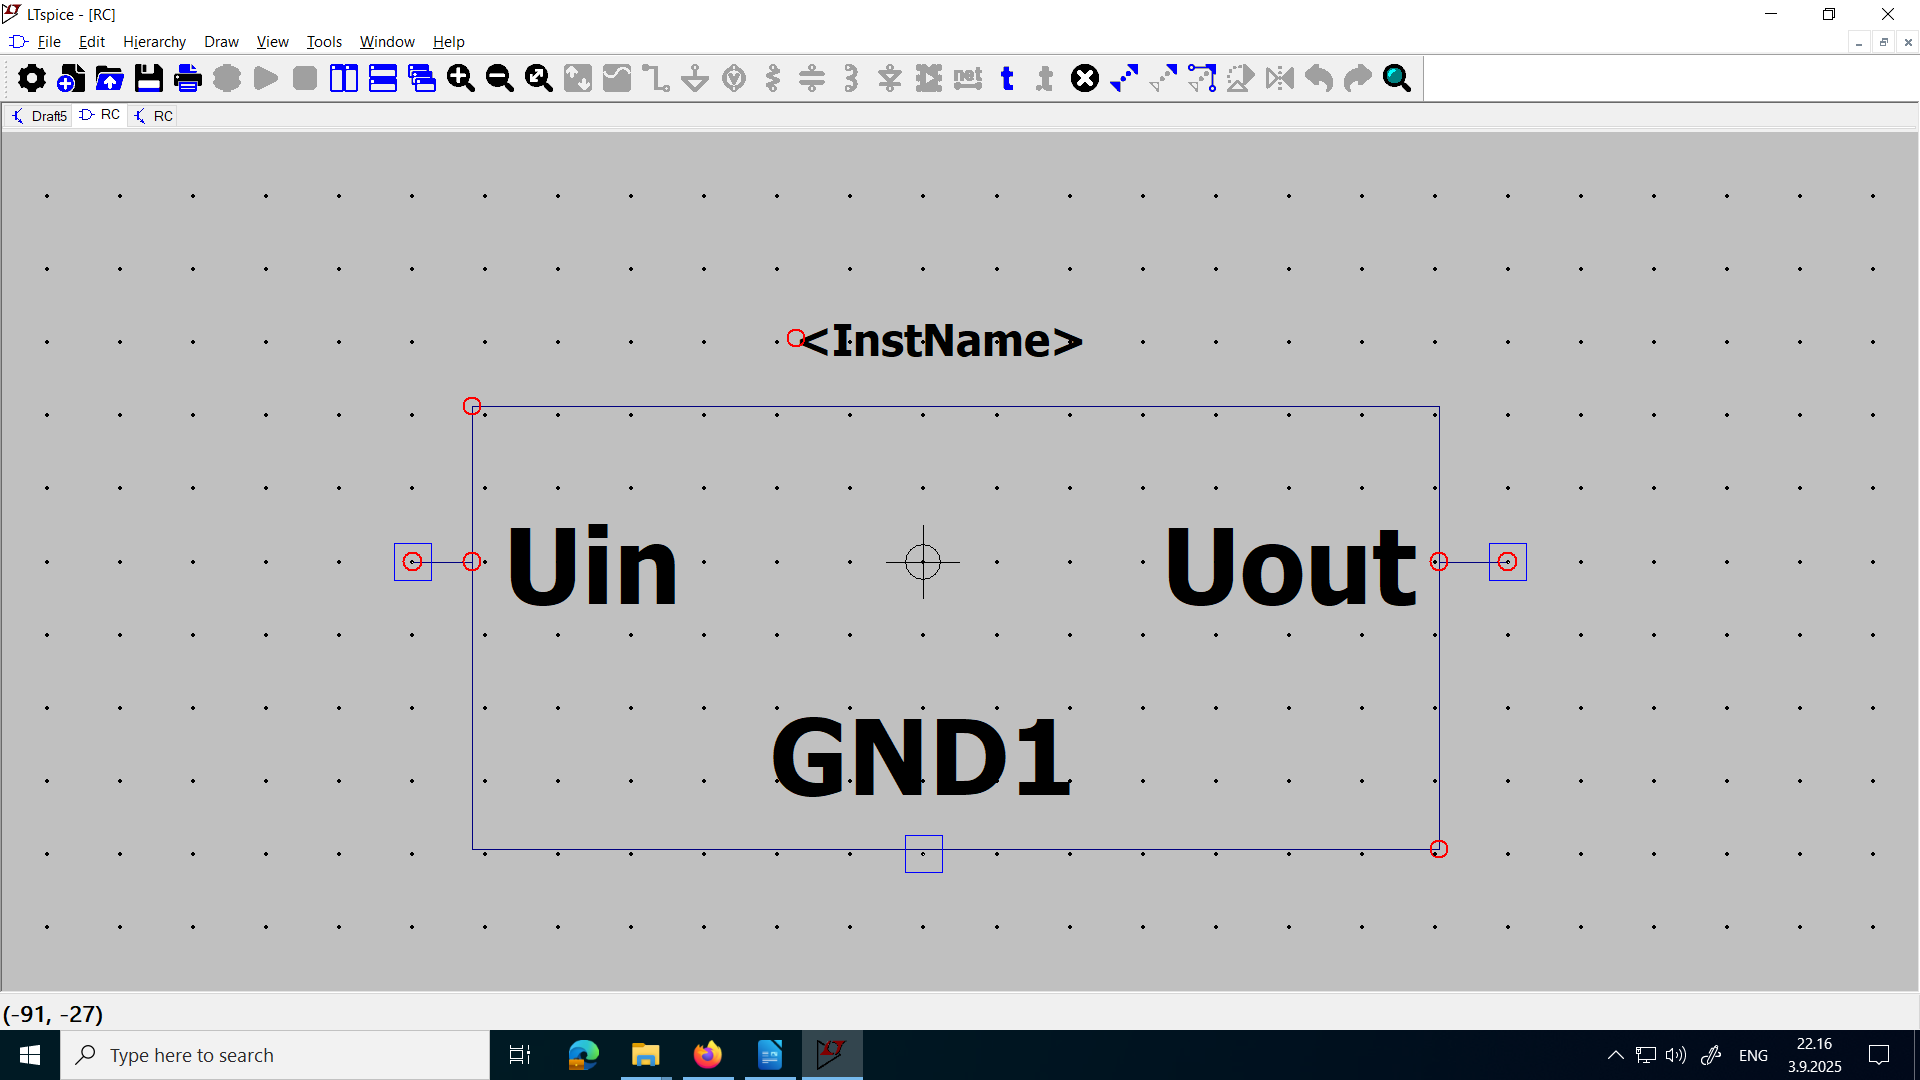 LTspice - [RC]
File Edit Hierarchy Draw View Tools Window Help
net t .t
Draft5 RC RC
<InstName>
Uin Uout
GND1
(-91, -27)
Type here to search
ENG
22.16
3.9.2025